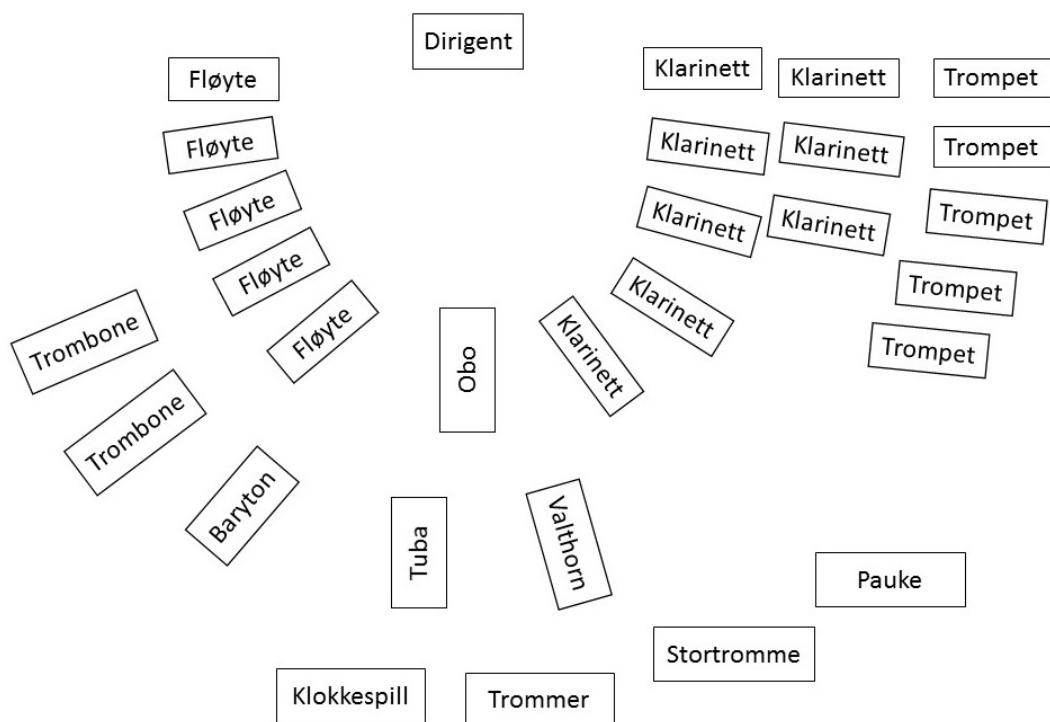 Dirigent
Fløyte
Klarinett
Klarinett
Trompet
Fløyte
Klarinett
Klarinett
Trompet
Fløyte
Klarinett
Klarinett
Trompet
Fløyte
Klarinett
Trompet
Trombone
Fløyte
Obo
Klarinett
Trompet
Trombone
Baryton
Tuba
Valthorn
Pauke
Stortromme
Klokkespill
Trommer